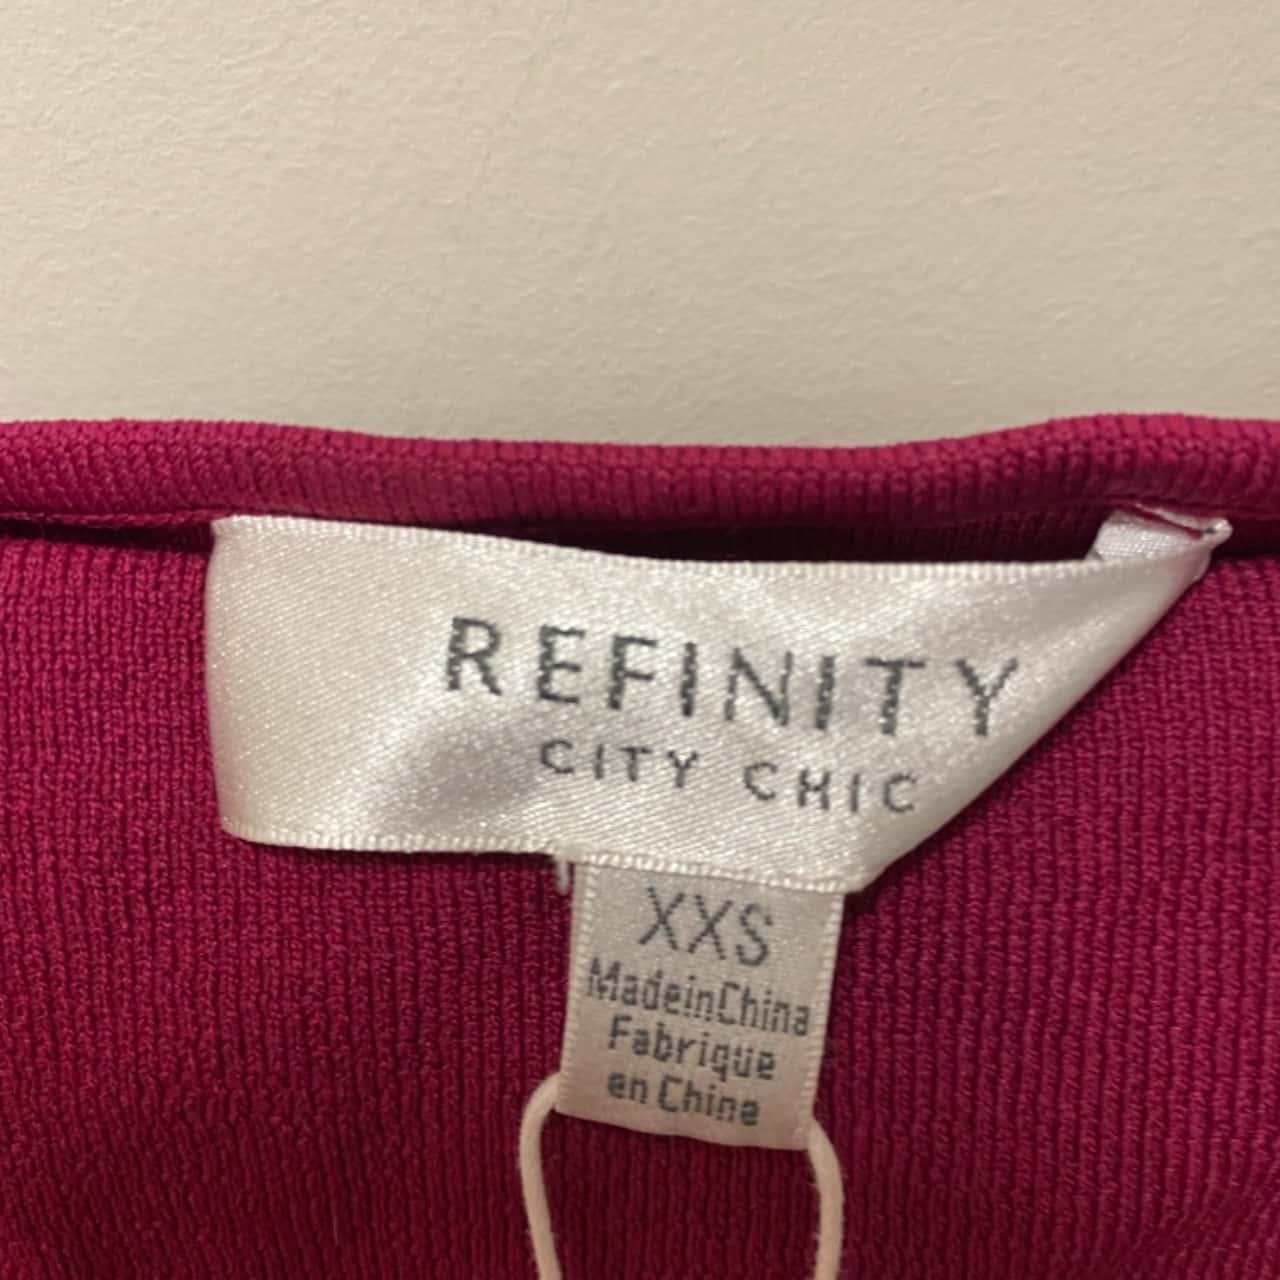 REFINITY
CITY CHIC
XXS
MadeinChina
Fabrique
en Chine